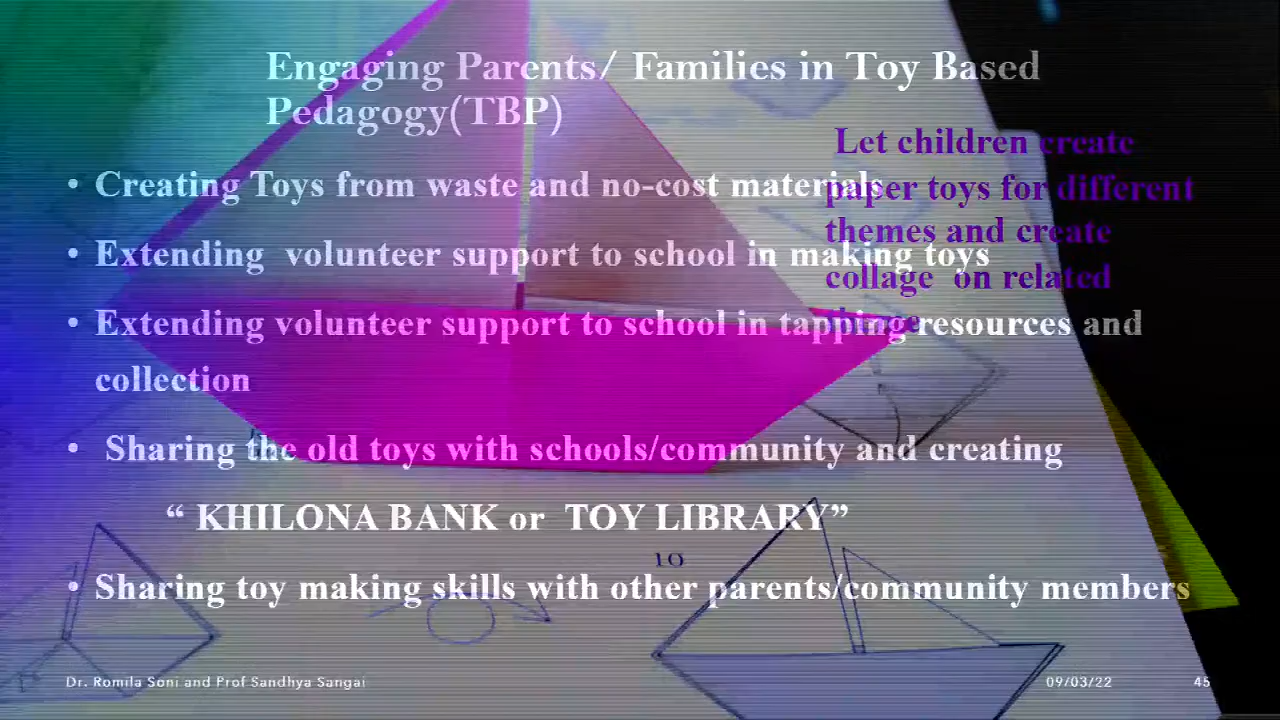 Engaging Parents/ Families in Toy Based
Pedagogy(TBP)
Let children create
paper toys for different
themes and create
collage on related
• Creating Toys from waste and no-cost materials
• Extending volunteer support to school in making toys
• Extending volunteer support to school in tapping resources and
collection
• Sharing the old toys with schools/community and creating
“ KHILONA BANK or TOY LIBRARY”
10
• Sharing toy making skills with other parents/community members
Dr. Romila Soni and Prof Sandhya Sangai
09/03/22
45